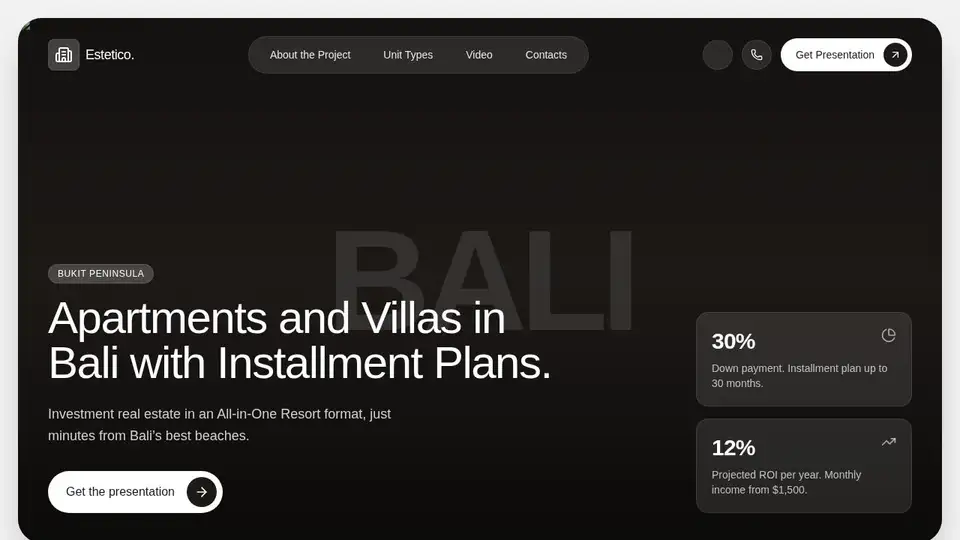 Estetico.
About the Project
Unit Types
Video
Contacts
Get Presentation
BALI
BUKIT PENINSULA
Apartments and Villas in
Bali with Installment Plans.
Investment real estate in an All-in-One Resort format, just
minutes from Bali's best beaches.
Get the presentation
30%
Down payment. Installment plan up to
30 months.
12%
Projected ROI per year. Monthly
income from $1,500.